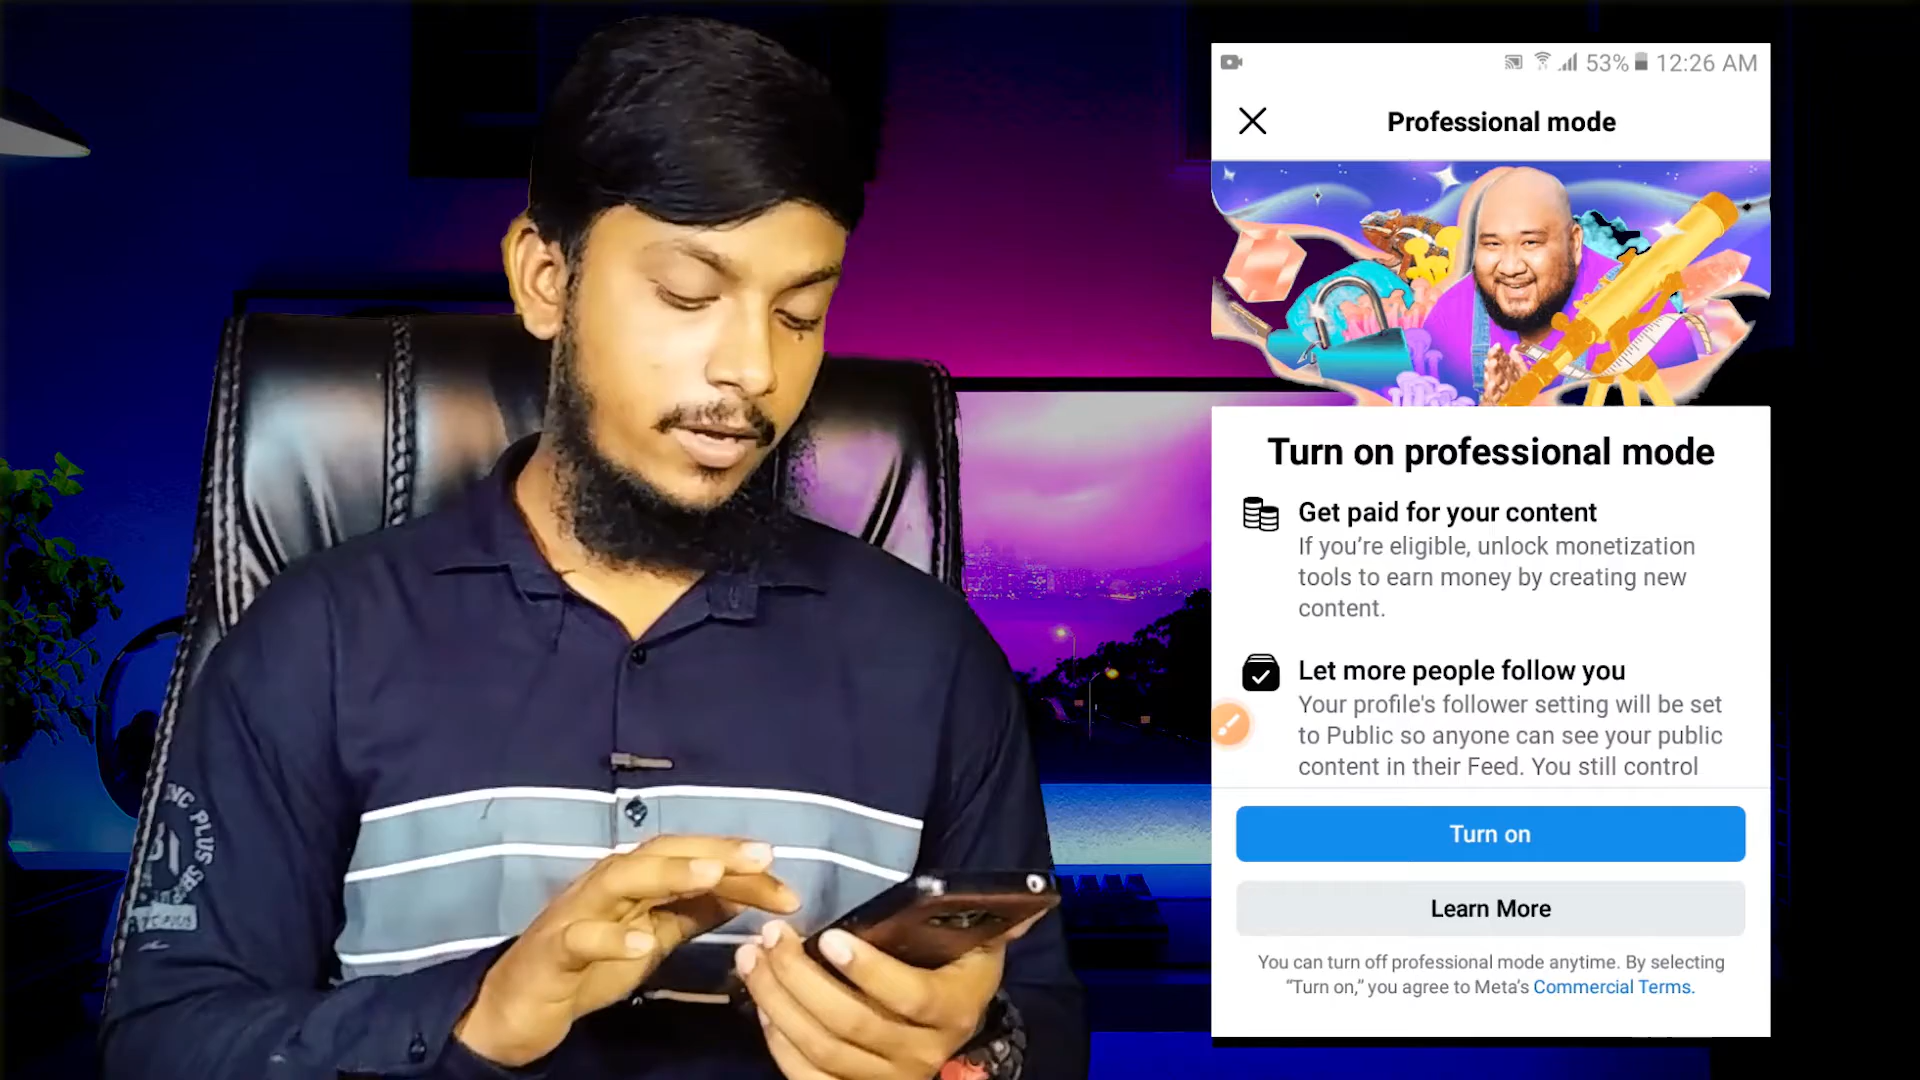 53% 12:26 AM
Professional mode
Turn on professional mode
Get paid for your content
If you’re eligible, unlock monetization
tools to earn money by creating new
content.
Let more people follow you
Your profile's follower setting will be set
to Public so anyone can see your public
content in their Feed. You still control
Turn on
Learn More
You can turn off professional mode anytime. By selecting
“Turn on,” you agree to Meta’s Commercial Terms.
PLUS